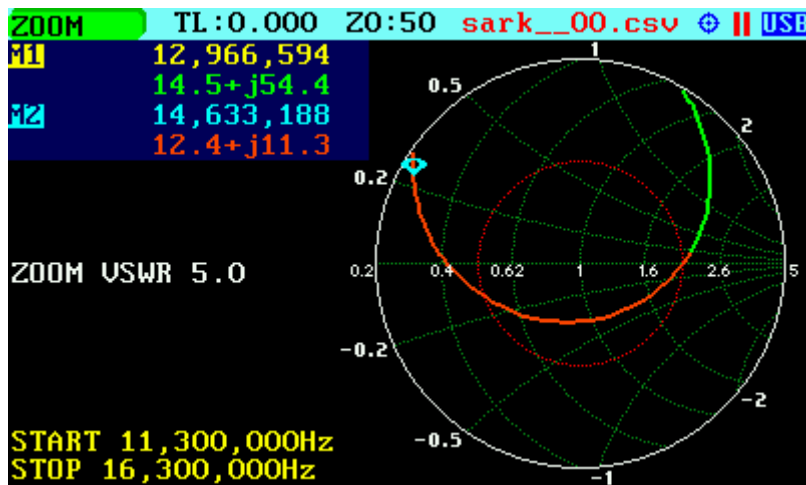 ZOOM TL:0.000 Z0:50 sark__00.csv USB
M1 12,966,594
14.5+j54.4
M2 14,633,188
12.4+j11.3
1
0.5
2
0.2
ZOOM VSWR 5.0
0.2 0.4 0.62 1 1.6 2.6 5
-0.2
-2
START 11,300,000Hz
-0.5
STOP 16,300,000Hz
-1